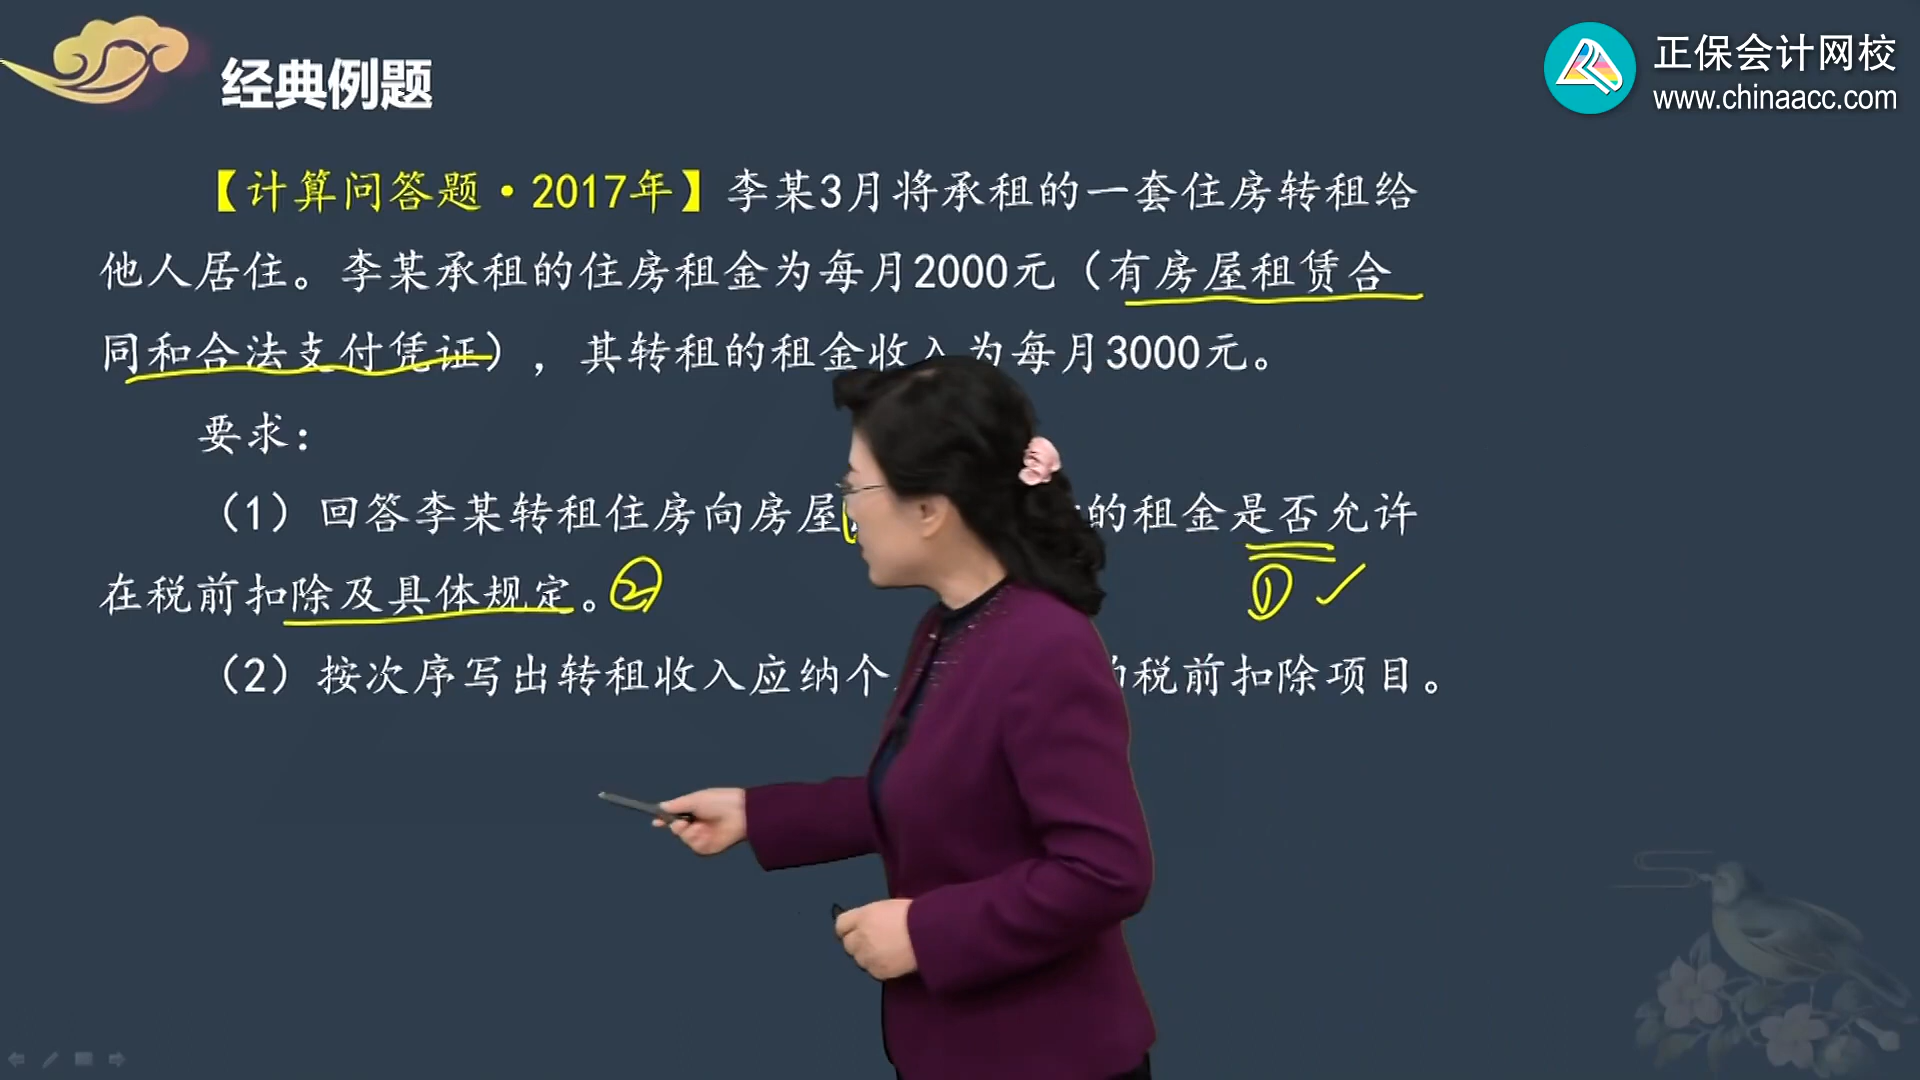 经典例题
正保会计网校
www.chinaacc.com
【计算问答题·2017年】李某3月将承租的一套住房转租给
他人居住。李某承租的住房租金为每月2000元（有房屋租赁合
同和合法支付凭证），其转租的租金收入为每月3000元。
要求：
（1）回答李某转租住房向房屋 的租金是否允许
在税前扣除及具体规定。②
① ✓
（2）按次序写出转租收入应纳个 税前扣除项目。